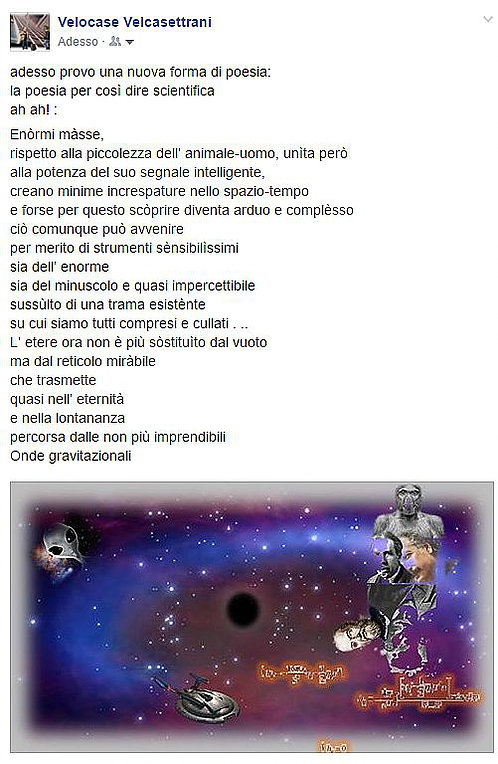 Velocase Velcasettrani
Adesso ·
adesso provo una nuova forma di poesia:
la poesia per così dire scientifica
ah ah! :
Enòrmi màsse,
rispetto alla piccolezza dell' animale-uomo, unìta però
alla potenza del suo segnale intelligente,
creano minime increspature nello spazio-tempo
e forse per questo scòprire diventa arduo e complèsso
ciò comunque può avvenire
per merito di strumenti sènsibilìssimi
sia dell' enorme
sia del minuscolo e quasi impercettibile
sussùlto di una trama esistènte
su cui siamo tutti compresi e cullati . ..
L' etere ora non è più sòstituìto dal vuoto
ma dal reticolo miràbile
che trasmette
quasi nell' eternità
e nella lontananza
percorsa dalle non più imprendibili
Onde gravitazionali